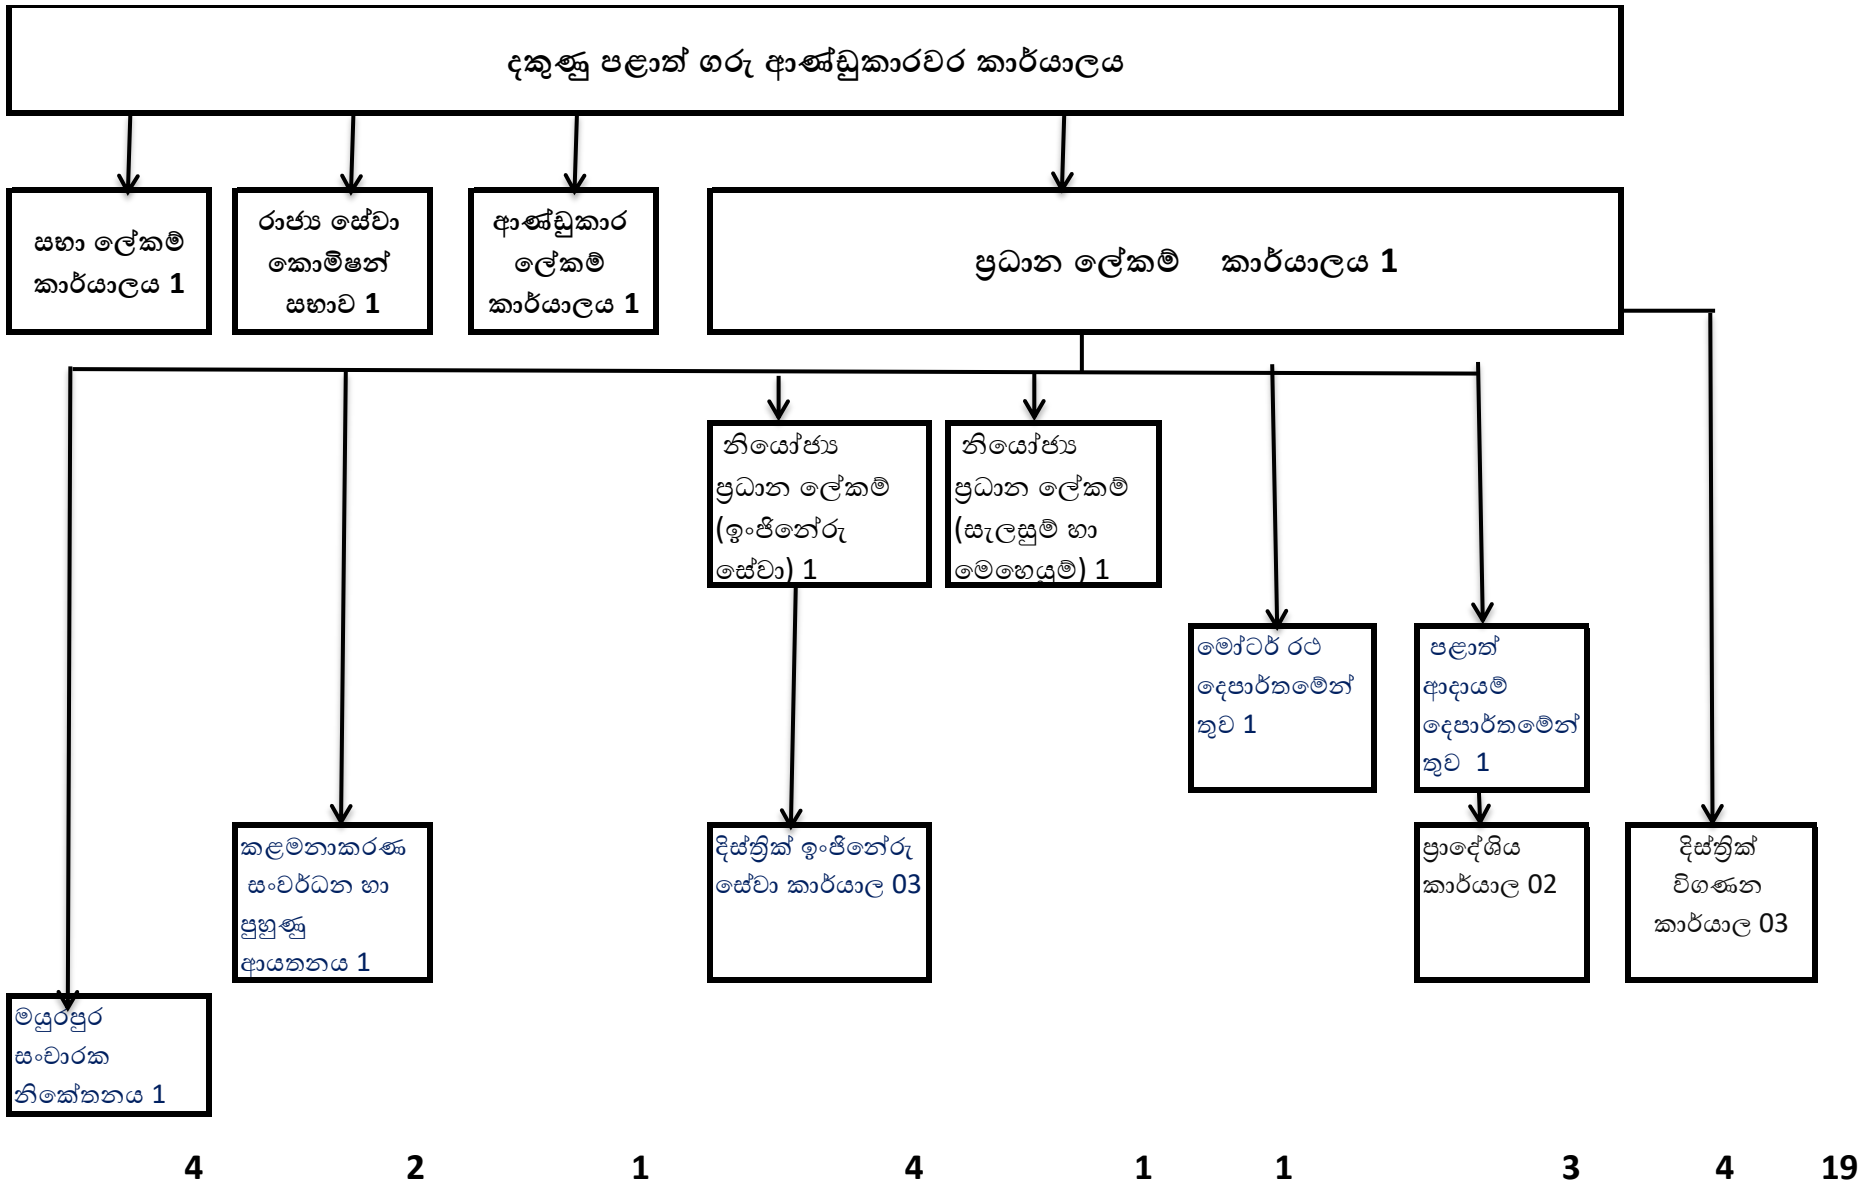 දකුණු පළාත් ගරු ආණ්ඩුකාරවර කාර්යාලය
සභා ලේකම්
කාර්යාලය 1
රාජ්‍ය සේවා
කොමිෂන්
සභාව 1
ආණ්ඩුකාර
ලේකම්
කාර්යාලය 1
ප්‍රධාන ලේකම් කාර්යාලය 1
නියෝජ්‍ය
ප්‍රධාන ලේකම්
(ඉංජිනේරු
සේවා) 1
නියෝජ්‍ය
ප්‍රධාන ලේකම්
(සැලසුම් හා
මෙහෙයුම්) 1
මෝටර් රථ
දෙපාර්තමේන්
තුව 1
පළාත්
ආදායම්
දෙපාර්තමේන්
තුව 1
කළමනාකරණ
සංවර්ධන හා
පුහුණු
ආයතනය 1
දිස්ත්‍රික් ඉංජිනේරු
සේවා කාර්යාල 03
ප්‍රාදේශිය
කාර්යාල 02
දිස්ත්‍රික්
විගණන
කාර්යාල 03
මයුරපුර
සංචාරක
නිකේතනය 1
4 2 1 4 1 1 3 4 19